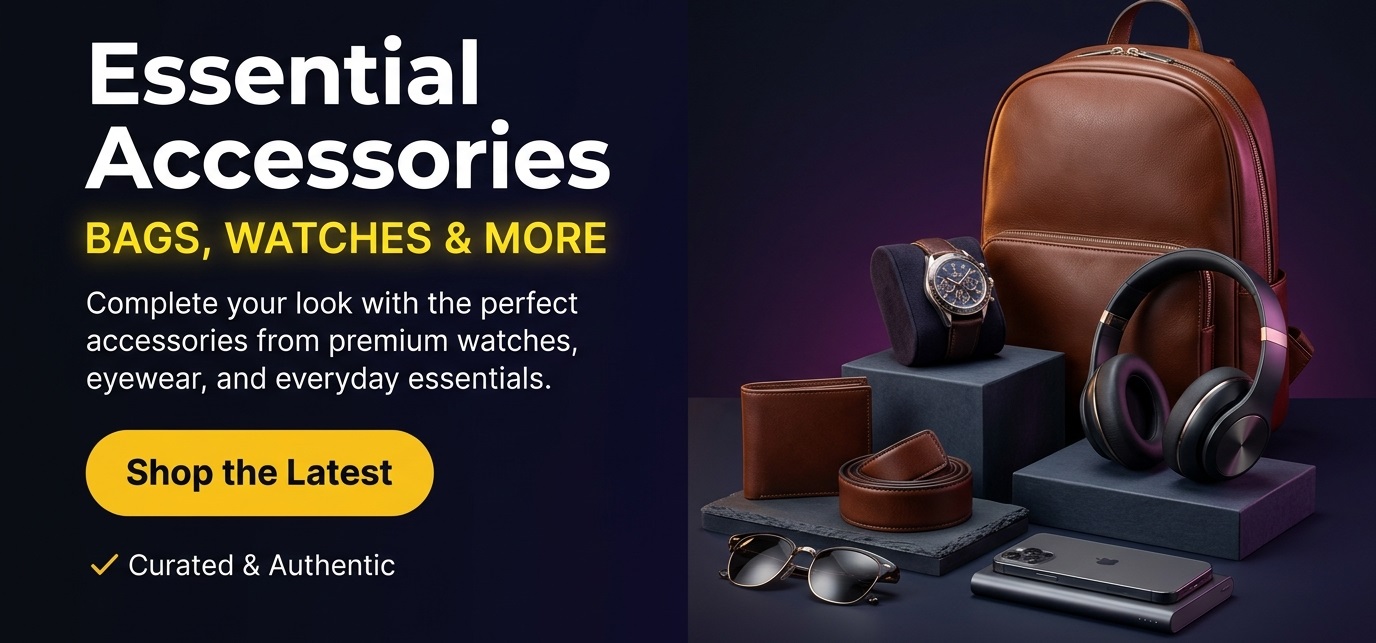 Essential
Accessories
BAGS, WATCHES & MORE
Complete your look with the perfect
accessories from premium watches,
eyewear, and everyday essentials.
Shop the Latest
Curated & Authentic